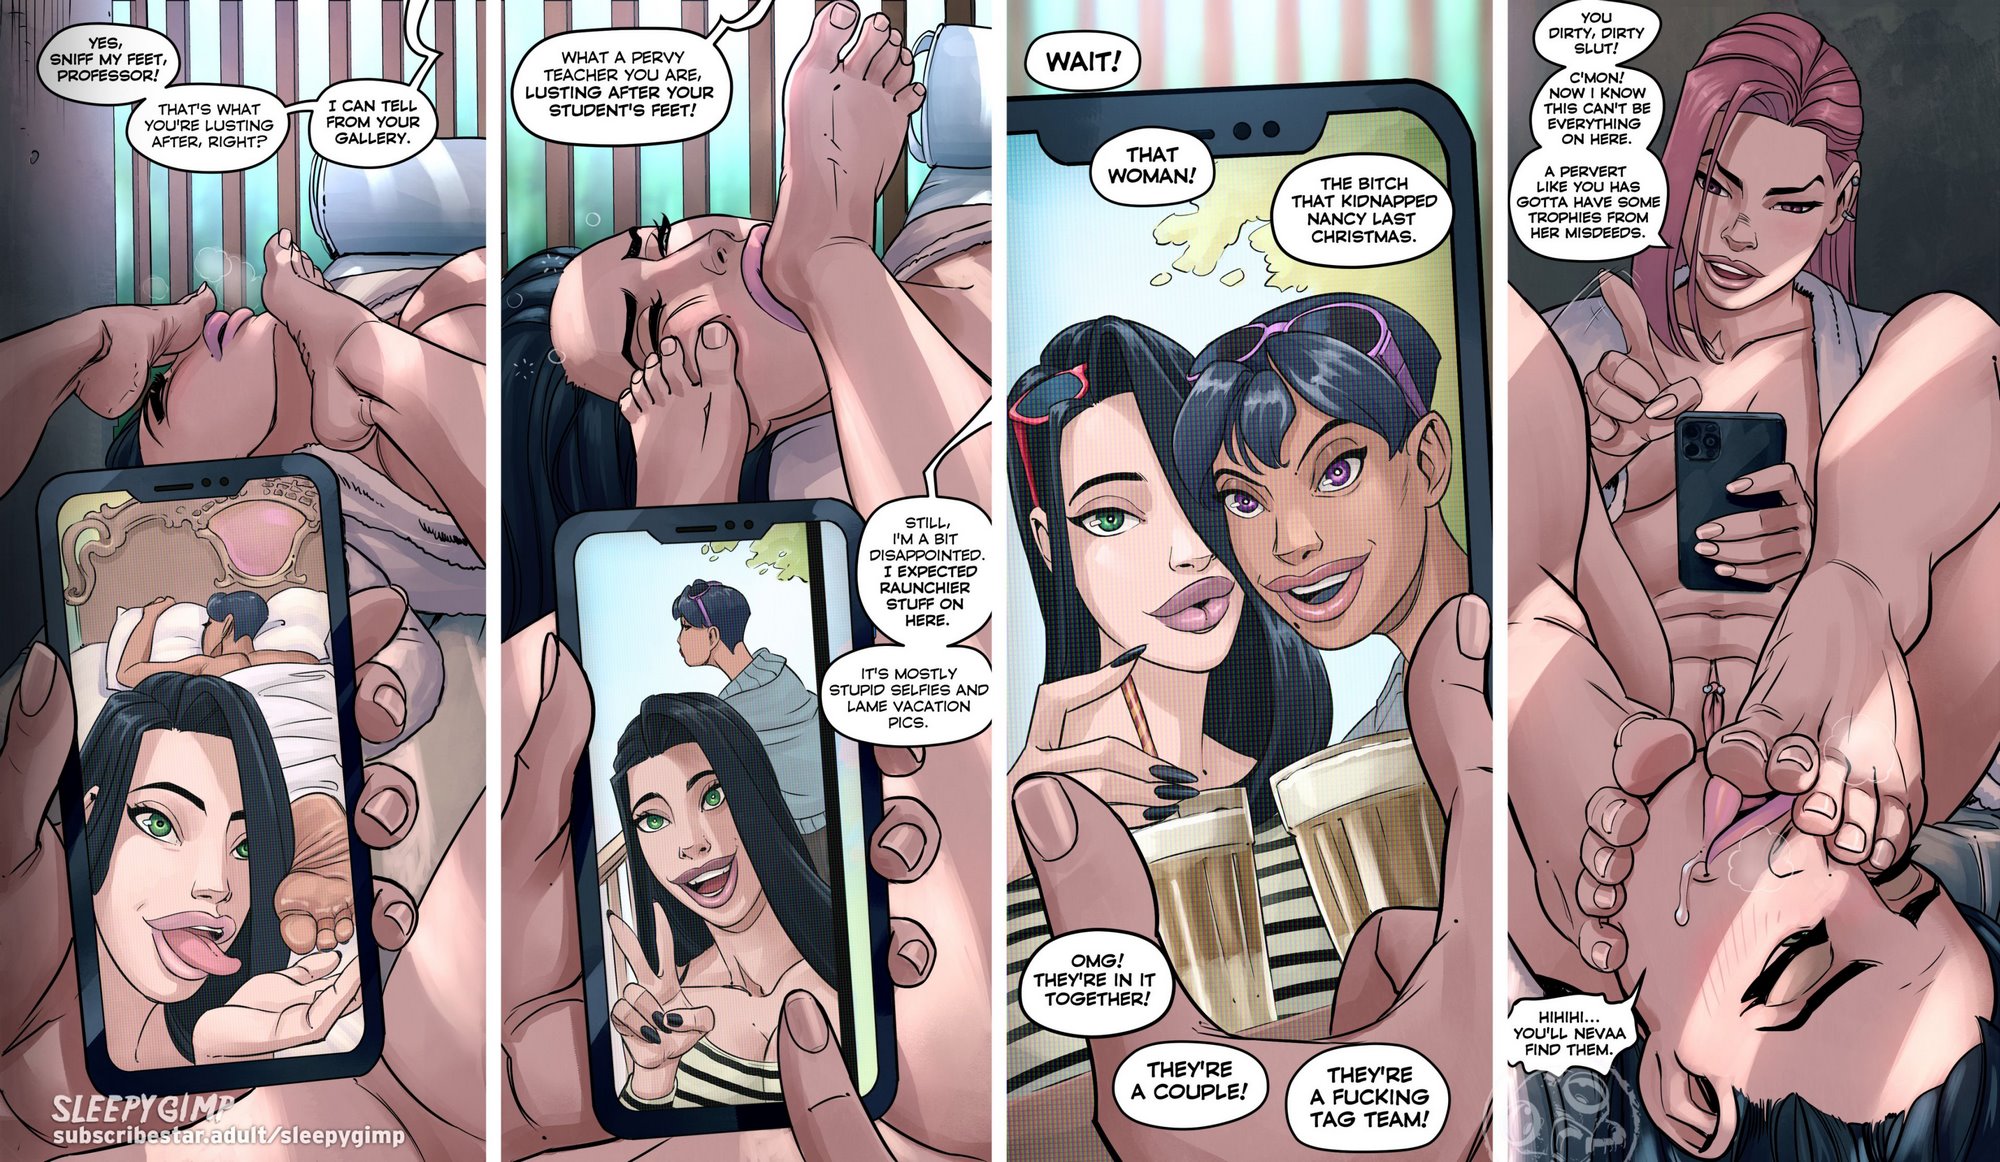 YES,
SNIFF MY FEET,
PROFESSOR!
THAT'S WHAT
YOU'RE LUSTING
AFTER, RIGHT?
I CAN TELL
FROM YOUR
GALLERY.
SLEEPYGIMP
subscribestar.adult/sleepygimp
WHAT A PERVY
TEACHER YOU ARE,
LUSTING AFTER YOUR
STUDENT'S FEET!
STILL,
I'M A BIT
DISAPPOINTED.
I EXPECTED
RAUNCHIER
STUFF ON
HERE.
IT'S MOSTLY
STUPID SELFIES AND
LAME VACATION
PICS.
WAIT!
THAT
WOMAN!
THE BITCH
THAT KIDNAPPED
NANCY LAST
CHRISTMAS.
OMG!
THEY'RE IN IT
TOGETHER!
THEY'RE
A COUPLE!
THEY'RE
A FUCKING
TAG TEAM!
YOU
DIRTY, DIRTY
SLUT!
C'MON!
NOW I KNOW
THIS CAN'T BE
EVERYTHING
ON HERE.
A PERVERT
LIKE YOU HAS
GOTTA HAVE SOME
TROPHIES FROM
HER MISDEEDS.
HIHIHI...
YOU'LL NEVAA
FIND THEM.